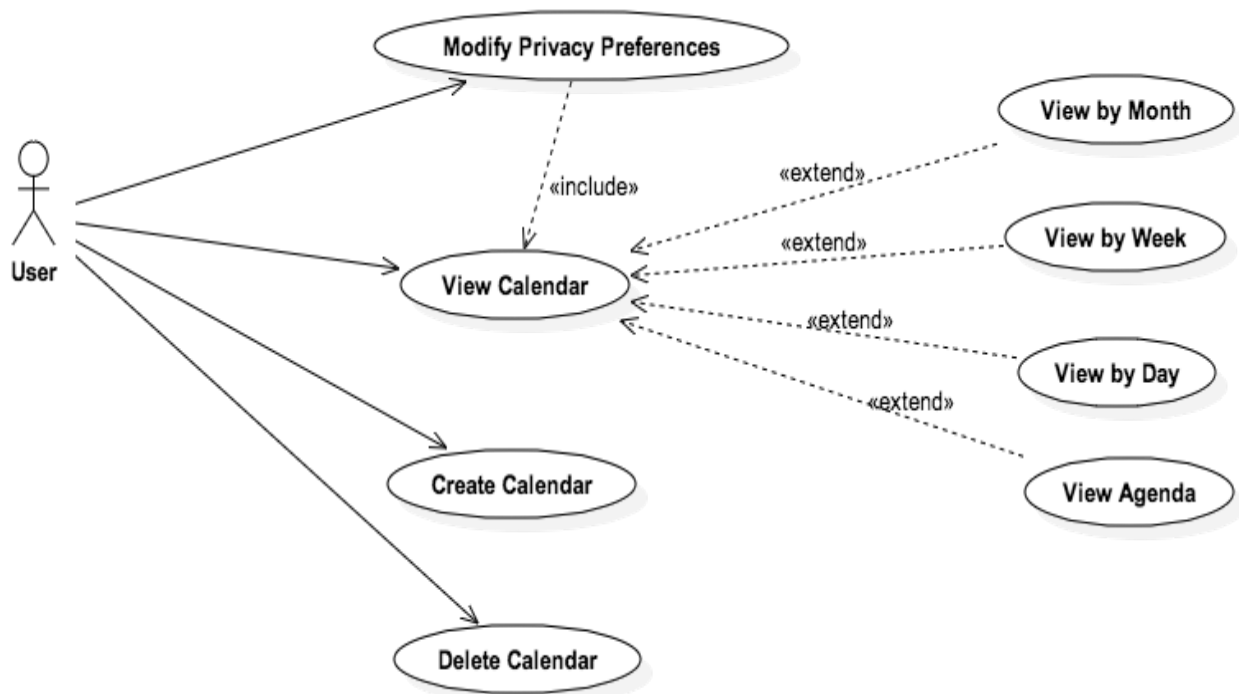 Modify Privacy Preferences
View by Month
«extend»
«include»
View by Week
«extend»
User
View Calendar
«extend»
View by Day
«extend»
Create Calendar
View Agenda
Delete Calendar